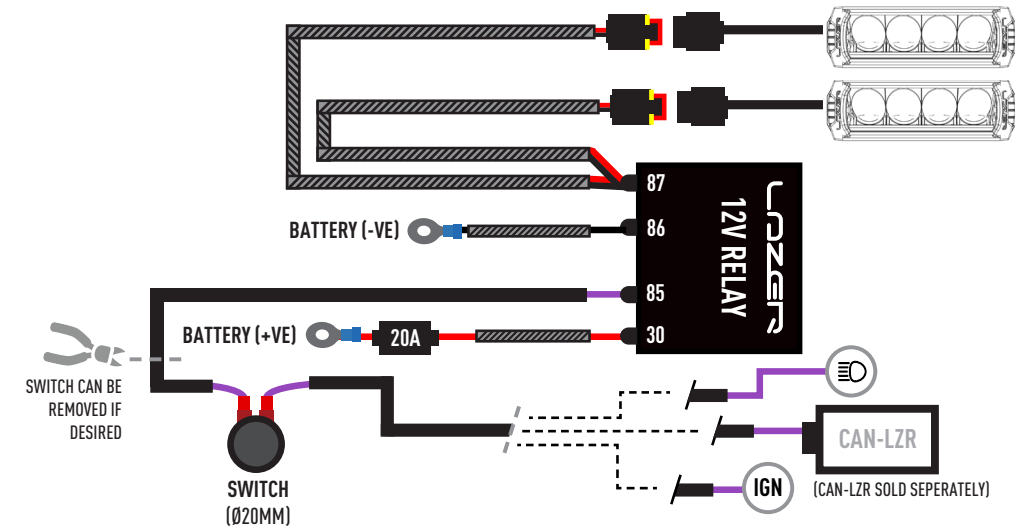 87
BATTERY (-VE)
86
LAZER
12V RELAY
85
BATTERY (+VE)
20A
30
SWITCH CAN BE
REMOVED IF
DESIRED
CAN-LZR
SWITCH
(Ø20MM)
IGN
(CAN-LZR SOLD SEPERATELY)